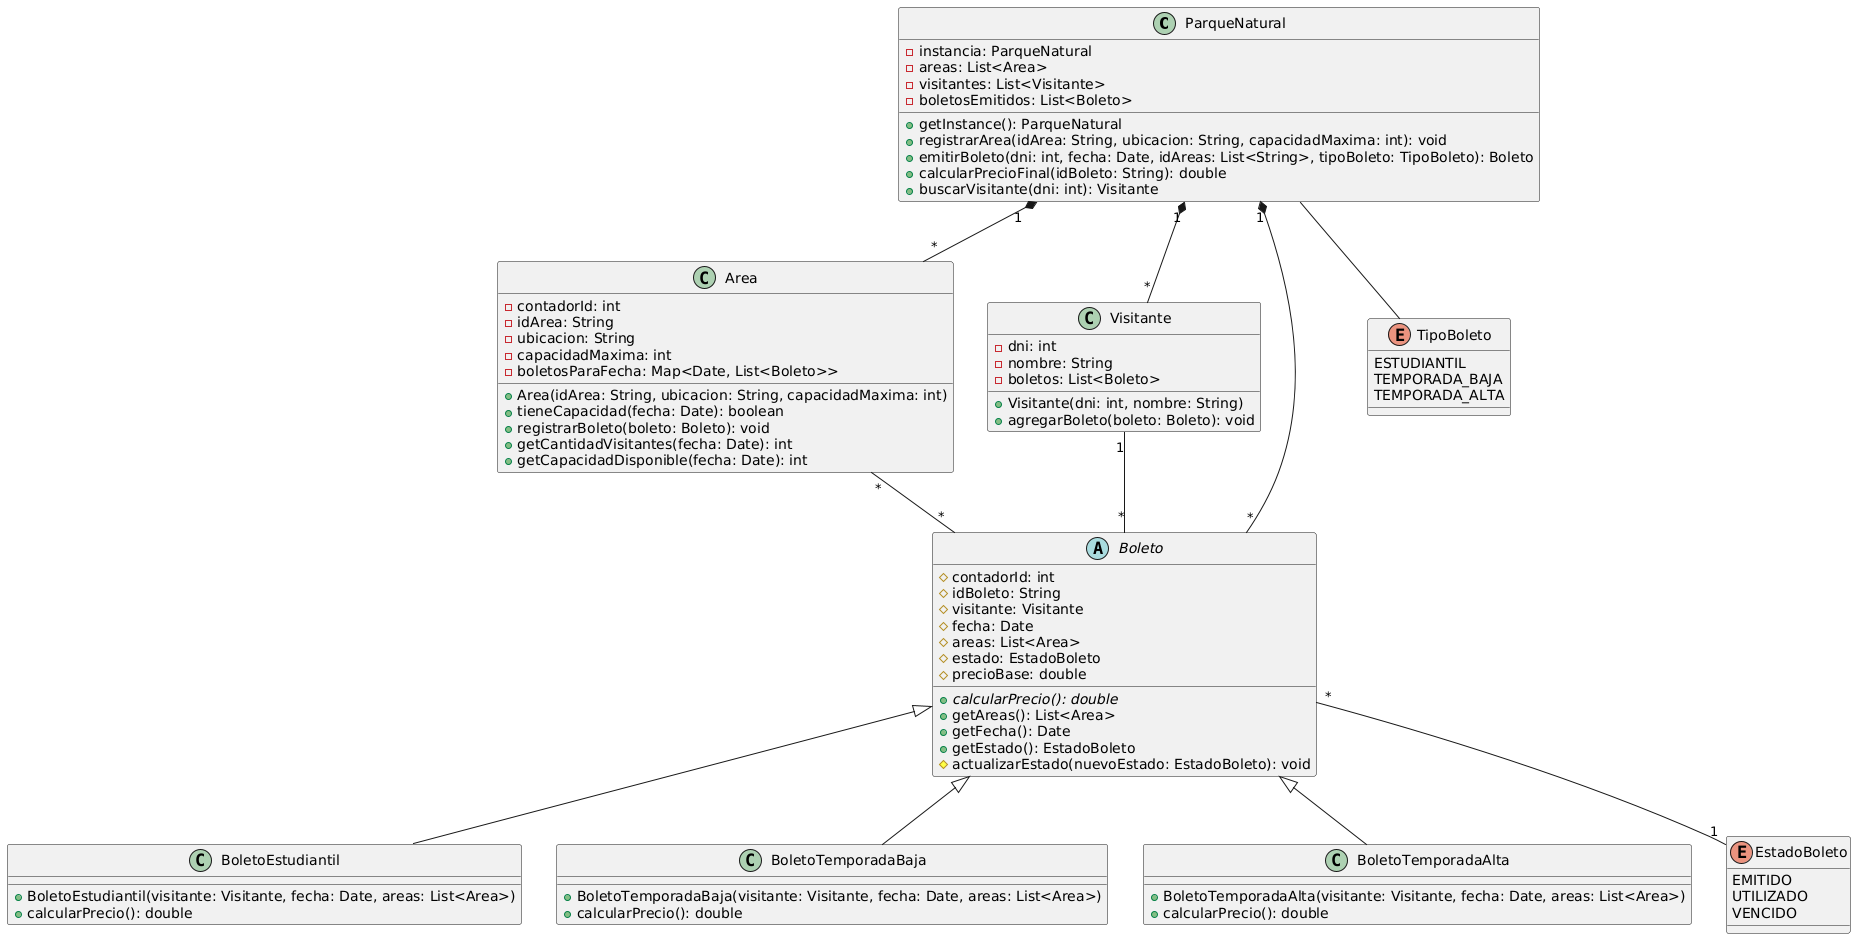 ParqueNatural
instancia: ParqueNatural
areas: List<Area>
visitantes: List<Visitante>
boletosEmitidos: List<Boleto>
getInstance(): ParqueNatural
registrarArea(idArea: String, ubicacion: String, capacidadMaxima: int): void
emitirBoleto(dni: int, fecha: Date, idAreas: List<String>, tipoBoleto: TipoBoleto): Boleto
calcularPrecioFinal(idBoleto: String): double
buscarVisitante(dni: int): Visitante
1
1
1
*
*
Area
contadorId: int
idArea: String
ubicacion: String
capacidadMaxima: int
boletosParaFecha: Map<Date, List<Boleto>>
Area(idArea: String, ubicacion: String, capacidadMaxima: int)
tieneCapacidad(fecha: Date): boolean
registrarBoleto(boleto: Boleto): void
getCantidadVisitantes(fecha: Date): int
getCapacidadDisponible(fecha: Date): int
Visitante
dni: int
nombre: String
boletos: List<Boleto>
Visitante(dni: int, nombre: String)
agregarBoleto(boleto: Boleto): void
TipoBoleto
ESTUDIANTIL
TEMPORADA_BAJA
TEMPORADA_ALTA
1
*
*
*
*
Boleto
contadorId: int
idBoleto: String
visitante: Visitante
fecha: Date
areas: List<Area>
estado: EstadoBoleto
precioBase: double
calcularPrecio(): double
getAreas(): List<Area>
getFecha(): Date
getEstado(): EstadoBoleto
actualizarEstado(nuevoEstado: EstadoBoleto): void
*
1
BoletoEstudiantil
BoletoEstudiantil(visitante: Visitante, fecha: Date, areas: List<Area>)
calcularPrecio(): double
BoletoTemporadaBaja
BoletoTemporadaBaja(visitante: Visitante, fecha: Date, areas: List<Area>)
calcularPrecio(): double
BoletoTemporadaAlta
BoletoTemporadaAlta(visitante: Visitante, fecha: Date, areas: List<Area>)
calcularPrecio(): double
EstadoBoleto
EMITIDO
UTILIZADO
VENCIDO